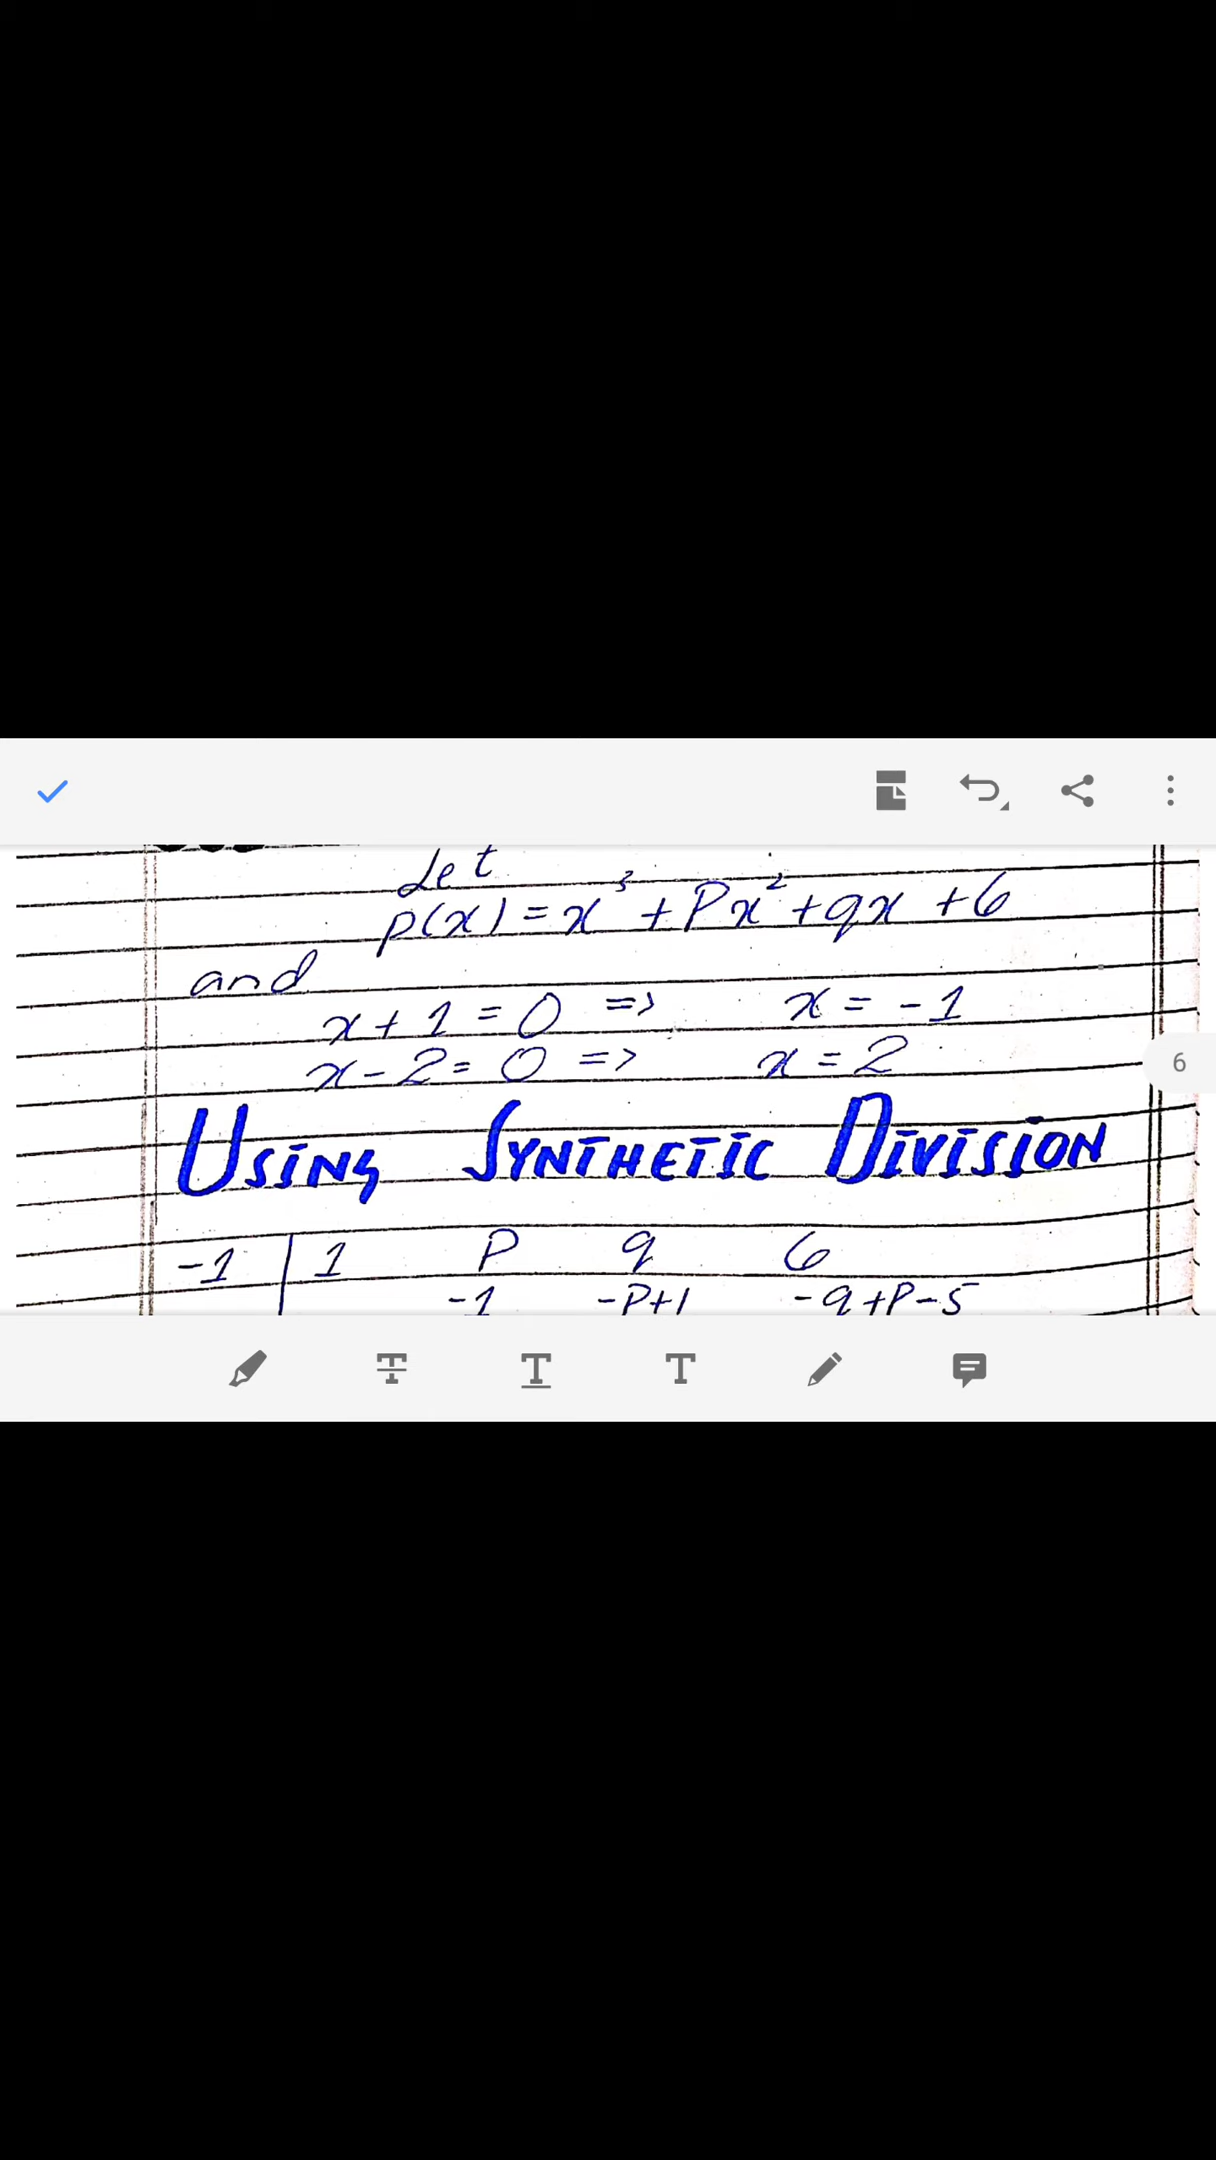 Let
p(x) = x³ + Px² + qx + 6
and
x + 1 = 0 => x = -1
x - 2 = 0 => x = 2
6
USING SYNTHETIC DIVISION
-1 | 1 P q 6
-1 -P+1 -q+P-5